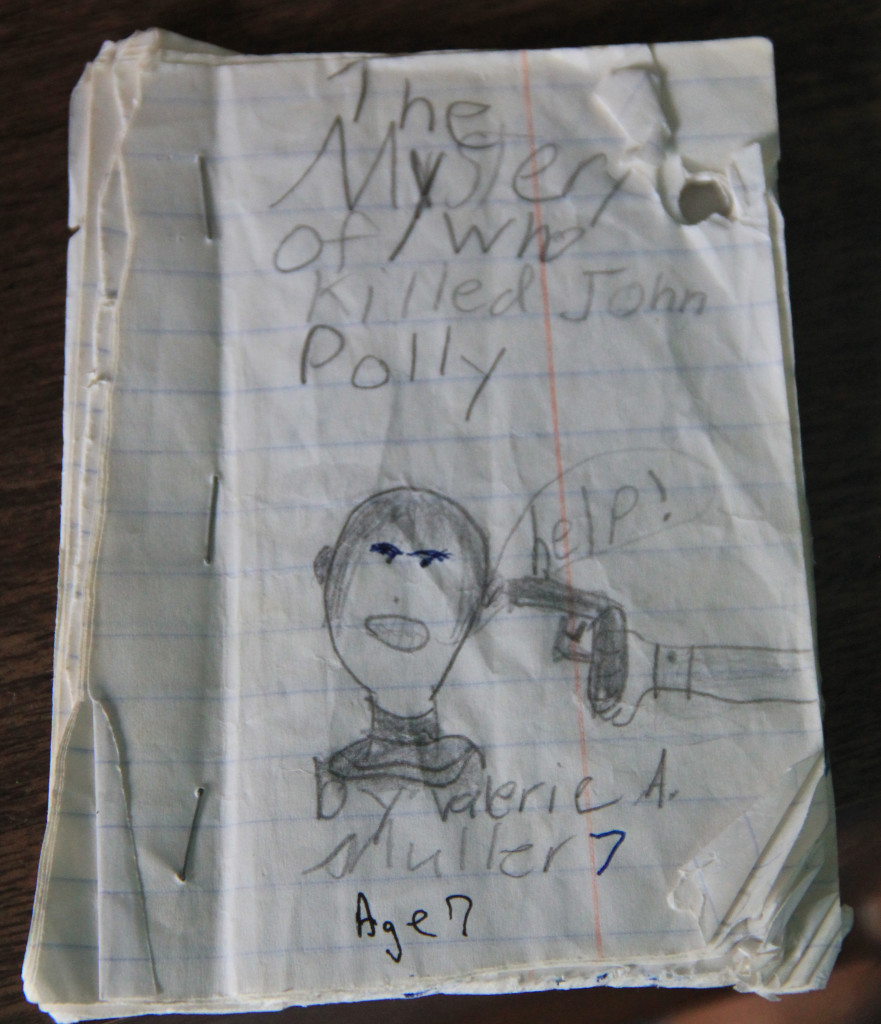 The
Mystery
of Who
Killed John
Polly
help!
by Valerie A.
Muller 7
Age 7